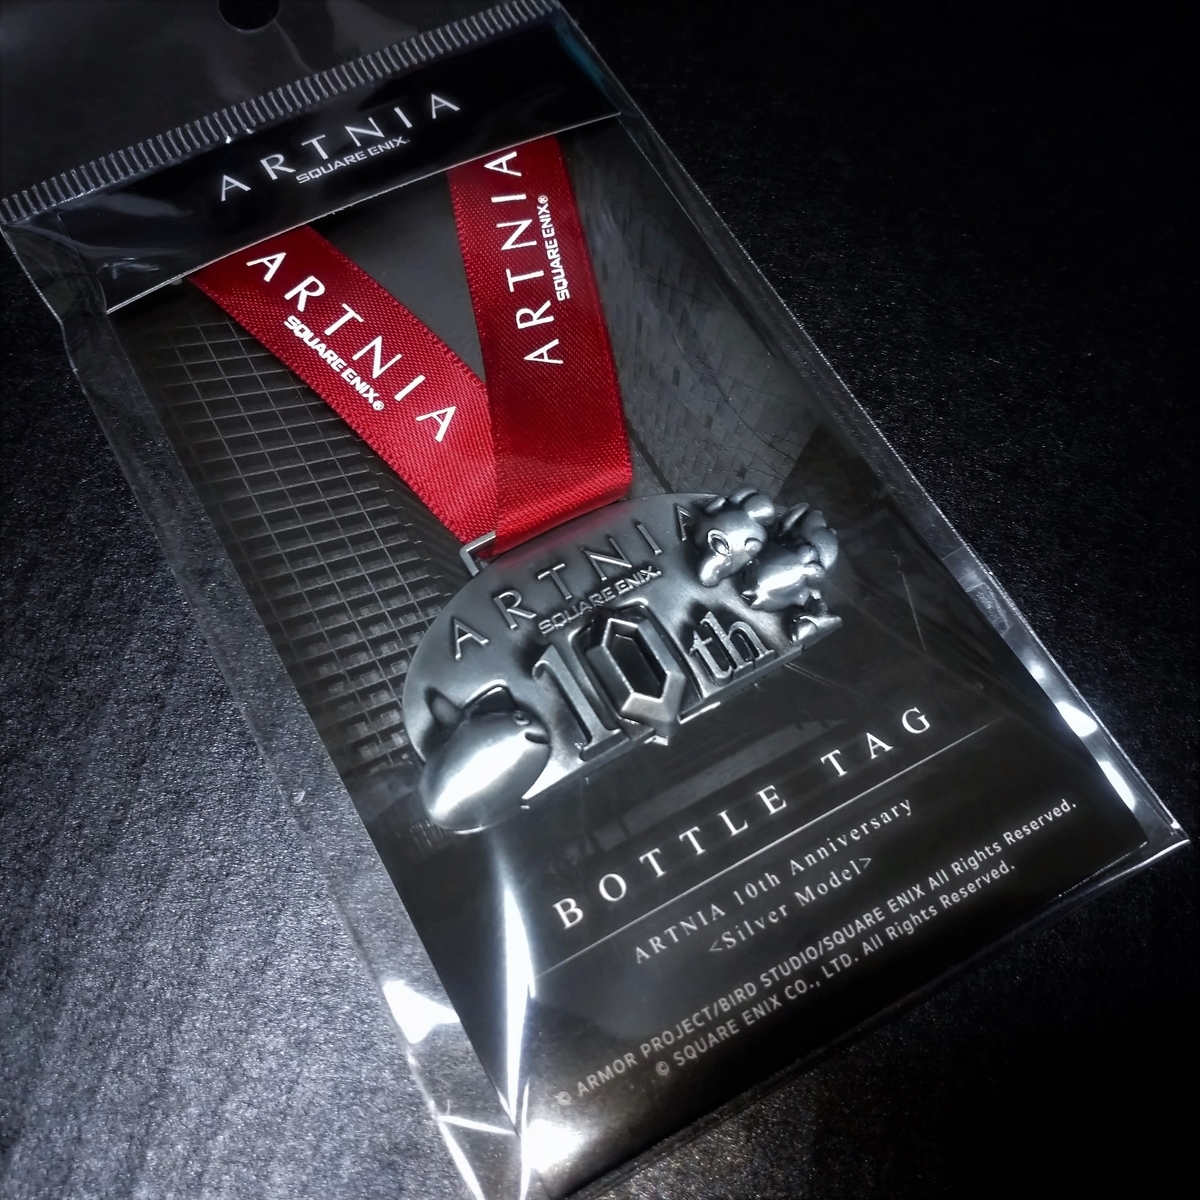 ARTNIA
SQUARE ENIX.
ARTNIA
SQUARE ENIX®
ARTNIA
SQUARE ENIX®
ARTNIA
SQUARE ENIX.
10th
BOTTLE TAG
ARTNIA 10th Anniversary
<Silver Model>
© ARMOR PROJECT/BIRD STUDIO/SQUARE ENIX All Rights Reserved.
© SQUARE ENIX CO., LTD. All Rights Reserved.